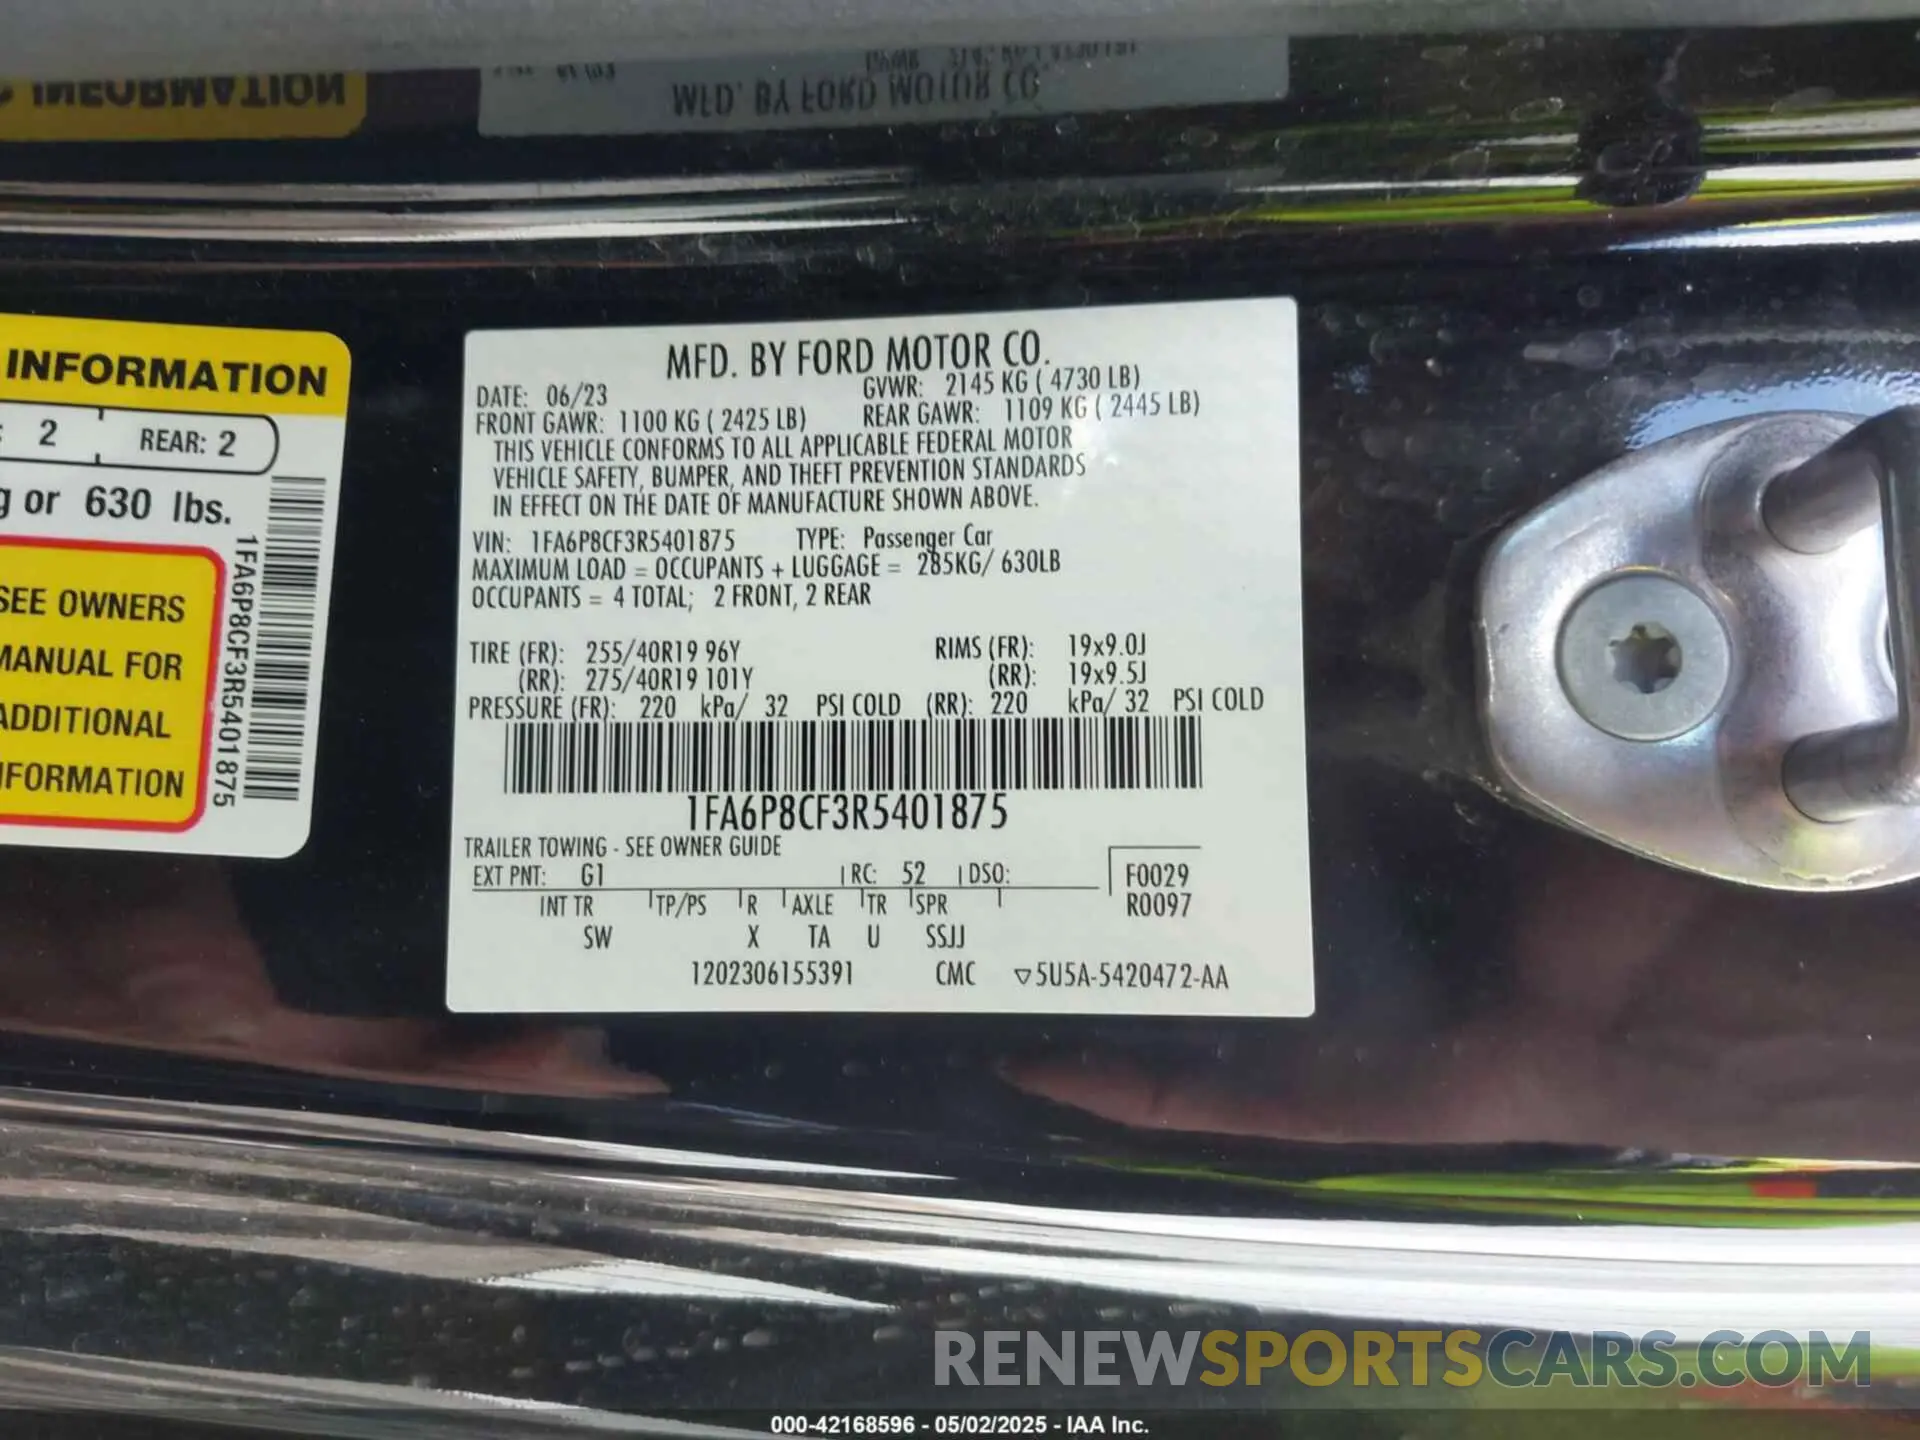 INFORMATION
2 REAR: 2
g or 630 lbs.
SEE OWNERS
MANUAL FOR
ADDITIONAL
INFORMATION
1FA6P8CF3R5401875
MFD. BY FORD MOTOR CO.
DATE: 06/23 GVWR: 2145 KG ( 4730 LB)
FRONT GAWR: 1100 KG ( 2425 LB) REAR GAWR: 1109 KG ( 2445 LB)
THIS VEHICLE CONFORMS TO ALL APPLICABLE FEDERAL MOTOR
VEHICLE SAFETY, BUMPER, AND THEFT PREVENTION STANDARDS
IN EFFECT ON THE DATE OF MANUFACTURE SHOWN ABOVE.
VIN: 1FA6P8CF3R5401875 TYPE: Passenger Car
MAXIMUM LOAD = OCCUPANTS + LUGGAGE = 285KG/ 630LB
OCCUPANTS = 4 TOTAL; 2 FRONT, 2 REAR
TIRE (FR): 255/40R19 96Y RIMS (FR): 19x9.0J
(RR): 275/40R19 101Y (RR): 19x9.5J
PRESSURE (FR): 220 kPa/ 32 PSI COLD (RR): 220 kPa/ 32 PSI COLD
1FA6P8CF3R5401875
TRAILER TOWING - SEE OWNER GUIDE
EXT PNT: G1 RC: 52 DSO: F0029
INT TR TP/PS R AXLE TR SPR R0097
SW X TA U SSJJ
1202306155391 CMC ▽5U5A-5420472-AA
RENEWSPORTSCARS.COM
000-42168596 - 05/02/2025 - IAA Inc.